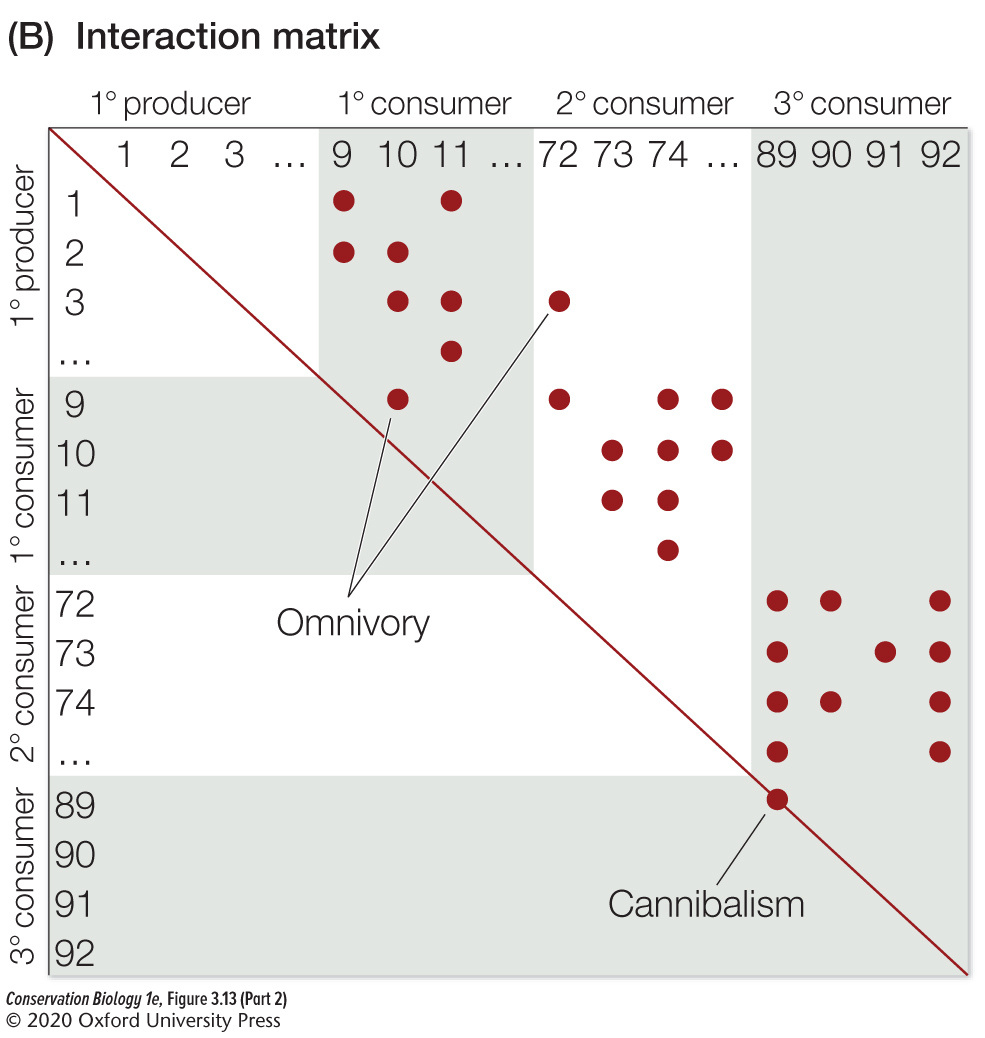 (B) Interaction matrix
1° producer 1° consumer 2° consumer 3° consumer
1 2 3 … 9 10 11 … 72 73 74 … 89 90 91 92
1° producer
1
2
3
…
1° consumer
9
10
11
…
Omnivory
2° consumer
72
73
74
…
3° consumer
89
90
91
92
Cannibalism
Conservation Biology 1e, Figure 3.13 (Part 2)
© 2020 Oxford University Press